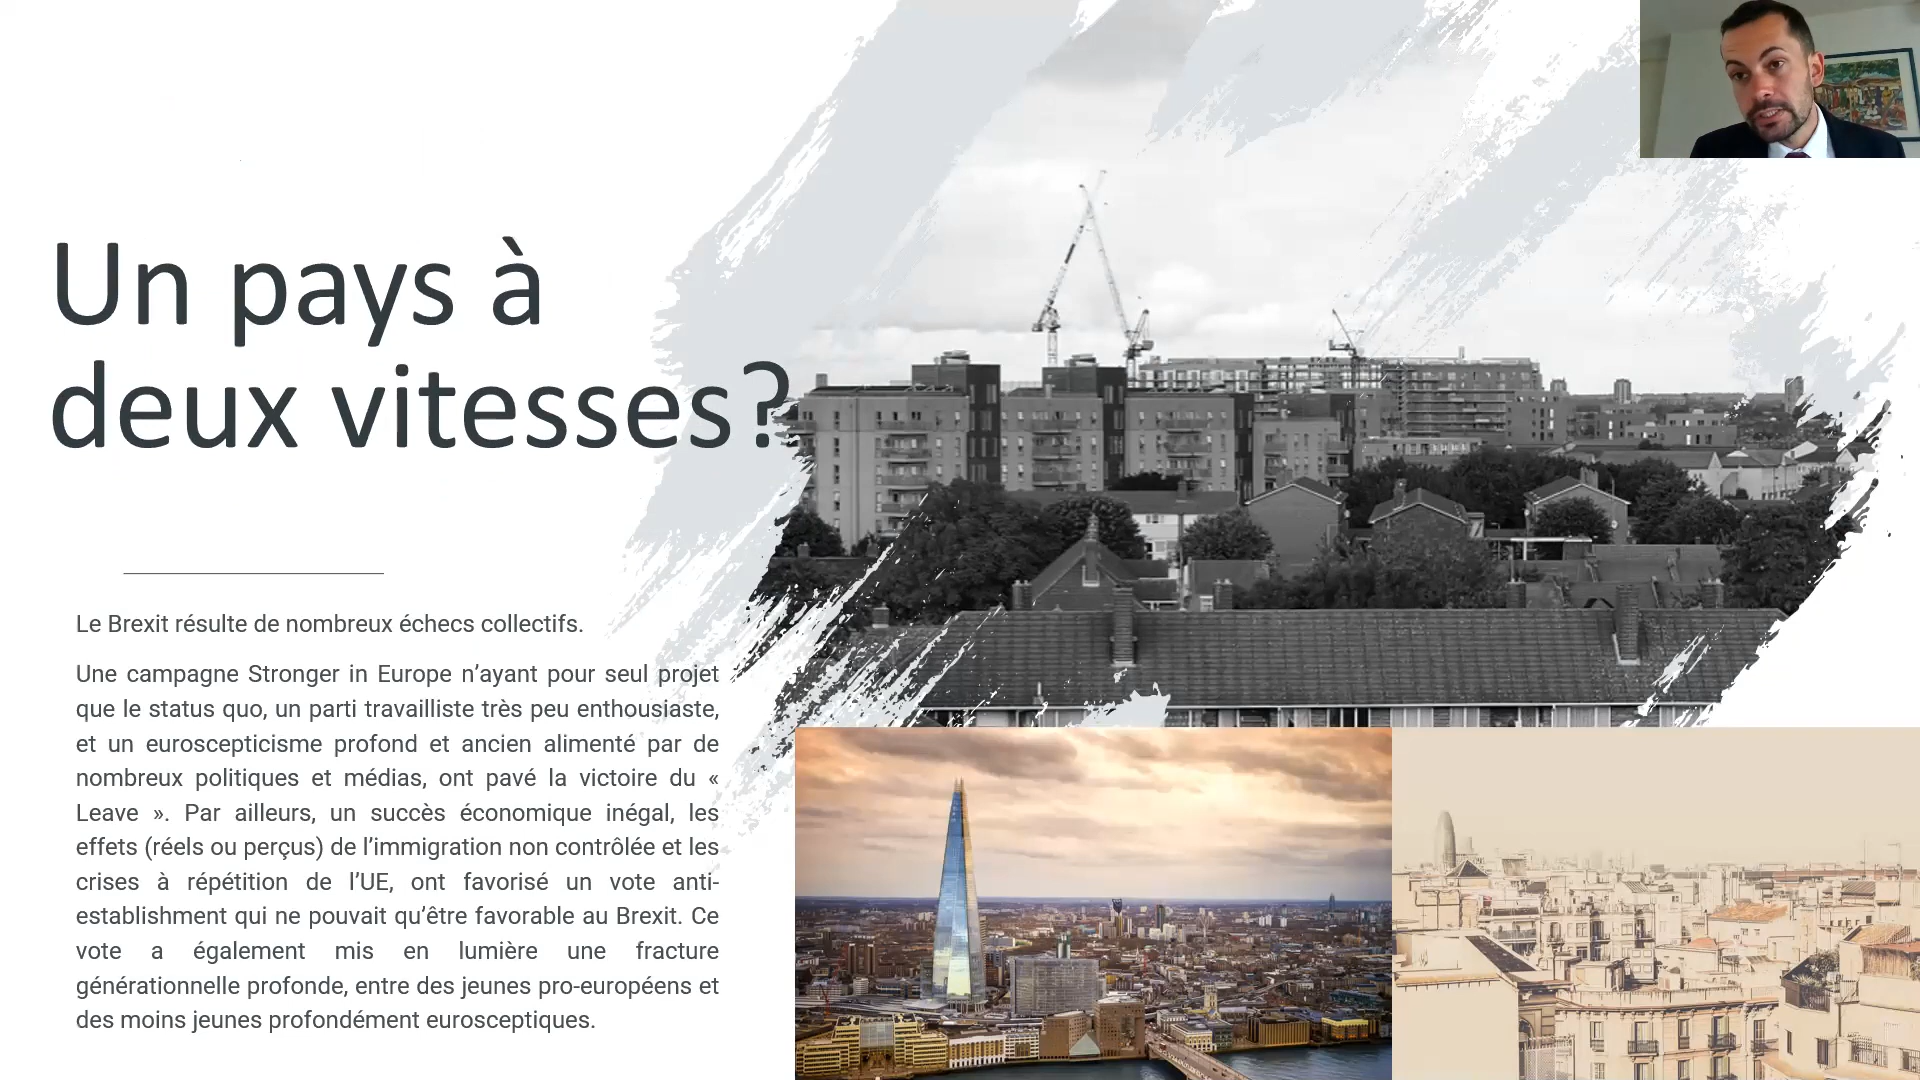 Un pays à
deux vitesses?
Le Brexit résulte de nombreux échecs collectifs.
Une campagne Stronger in Europe n’ayant pour seul projet
que le status quo, un parti travailliste très peu enthousiaste,
et un euroscepticisme profond et ancien alimenté par de
nombreux politiques et médias, ont pavé la victoire du «
Leave ». Par ailleurs, un succès économique inégal, les
effets (réels ou perçus) de l’immigration non contrôlée et les
crises à répétition de l’UE, ont favorisé un vote anti-
establishment qui ne pouvait qu’être favorable au Brexit. Ce
vote a également mis en lumière une fracture
générationnelle profonde, entre des jeunes pro-européens et
des moins jeunes profondément eurosceptiques.